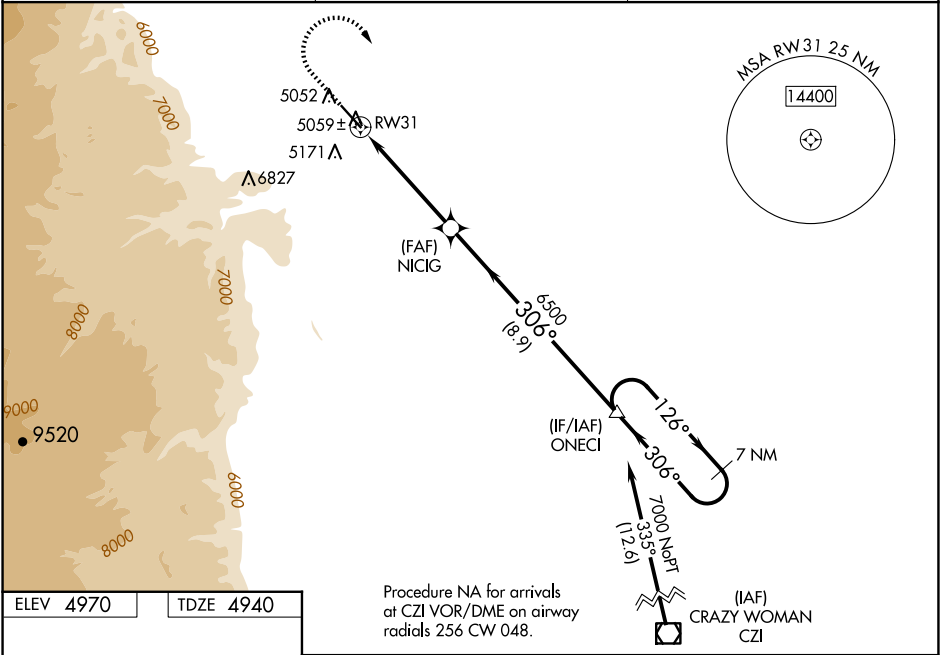 6000
7000
5052
5059±
RW31
5171
6827
MSA RW31 25 NM
14400
(FAF)
NICIG
7000
8000
6500
306°
(8.9)
9000
9520
(IF/IAF)
ONECI
126°
306°
7 NM
6000
8000
7000 NoPT
335°
(12.6)
ELEV 4970
TDZE 4940
Procedure NA for arrivals
at CZI VOR/DME on airway
radials 256 CW 048.
(IAF)
CRAZY WOMAN
CZI